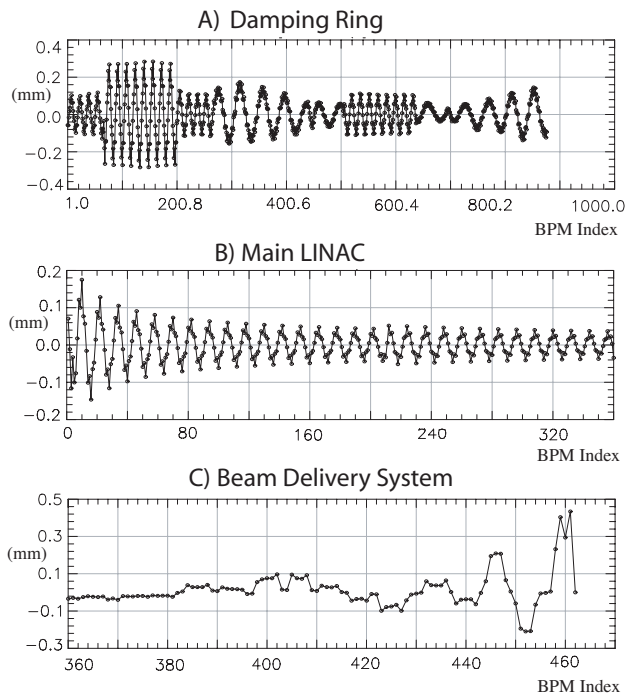 A) Damping Ring
0.4
(mm)
0.2
0.0
−0.2
−0.4
1.0 200.8 400.6 600.4 800.2 1000.0
BPM Index
B) Main LINAC
0.2
0.1
(mm)
0.0
−0.1
−0.2
0 80 160 240 320
BPM Index
C) Beam Delivery System
0.5
0.3
(mm)
0.1
−0.1
−0.3
360 380 400 420 440 460
BPM Index